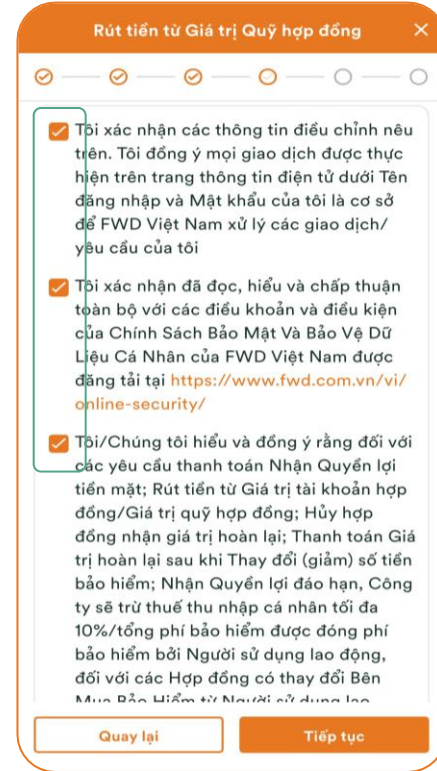 Rút tiền từ Giá trị Quỹ hợp đồng
Tôi xác nhận các thông tin điều chỉnh nêu
trên. Tôi đồng ý mọi giao dịch được thực
hiện trên trang thông tin điện tử dưới Tên
đăng nhập và Mật khẩu của tôi là cơ sở
để FWD Việt Nam xử lý các giao dịch/
yêu cầu của tôi
Tôi xác nhận đã đọc, hiểu và chấp thuận
toàn bộ với các điều khoản và điều kiện
của Chính Sách Bảo Mật Và Bảo Vệ Dữ
Liệu Cá Nhân của FWD Việt Nam được
đăng tải tại https://www.fwd.com.vn/vi/
online-security/
Tôi/Chúng tôi hiểu và đồng ý rằng đối với
các yêu cầu thanh toán Nhận Quyền lợi
tiền mặt; Rút tiền từ Giá trị tài khoản hợp
đồng/Giá trị quỹ hợp đồng; Hủy hợp
đồng nhận giá trị hoàn lại; Thanh toán Giá
trị hoàn lại sau khi Thay đổi (giảm) số tiền
bảo hiểm; Nhận Quyền lợi đáo hạn, Công
ty sẽ trừ thuế thu nhập cá nhân tối đa
10%/tổng phí bảo hiểm được đóng phí
bảo hiểm bởi Người sử dụng lao động,
đối với các Hợp đồng có thay đổi Bên
Mua Bảo Hiểm từ Người sử dụng lao
Quay lại
Tiếp tục